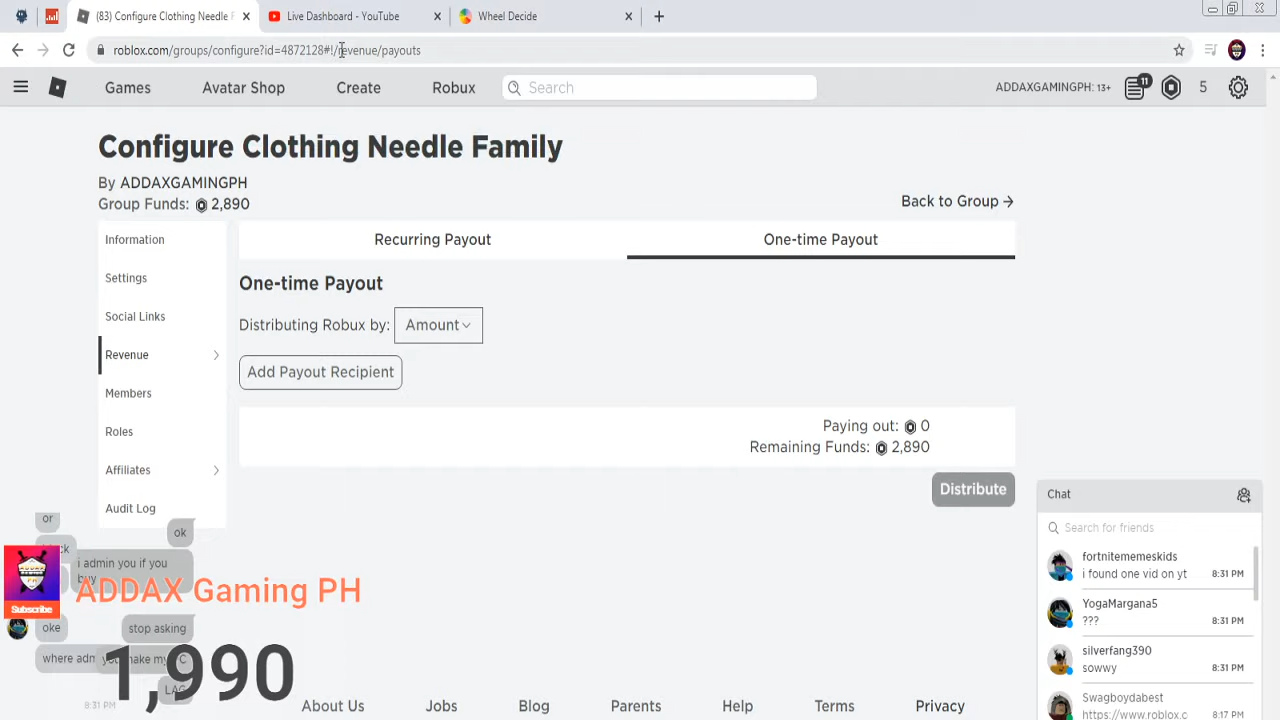 (83) Configure Clothing Needle F
Live Dashboard - YouTube
Wheel Decide
roblox.com/groups/configure?id=4872128#!/revenue/payouts
Games
Avatar Shop
Create
Robux
Search
ADDAXGAMINGPH: 13+
11
5
Configure Clothing Needle Family
By ADDAXGAMINGPH
Group Funds: 2,890
Back to Group →
Information
Settings
Social Links
Revenue
Members
Roles
Affiliates
Audit Log
Recurring Payout
One-time Payout
One-time Payout
Distributing Robux by: Amount
Add Payout Recipient
Paying out: 0
Remaining Funds: 2,890
Distribute
or
ok
i admin you if you
ADDAX Gaming PH
Subscribe
oke
stop asking
where adm
you make my PC
LAG
1,990
8:31 PM
Chat
Search for friends
fortnitememeskids
i found one vid on yt
8:31 PM
YogaMargana5
???
8:31 PM
silverfang390
sowwy
8:31 PM
Swagboydabest
https://www.roblox.c
8:17 PM
About Us
Jobs
Blog
Parents
Help
Terms
Privacy